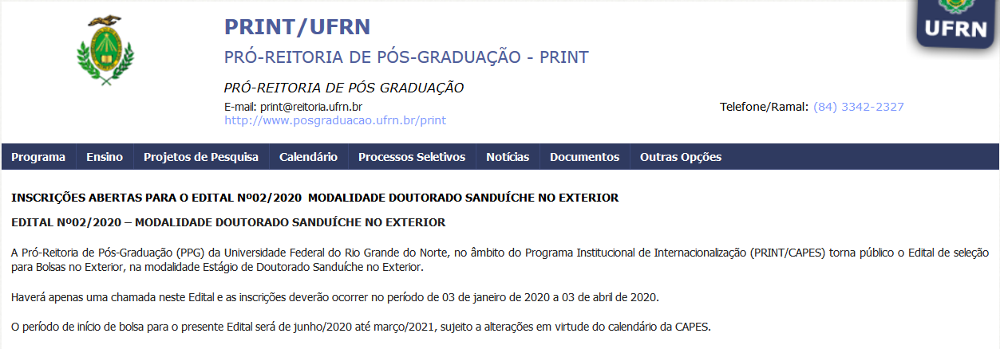 PRINT/UFRN
UFRN
PRÓ-REITORIA DE PÓS-GRADUAÇÃO - PRINT
PRÓ-REITORIA DE PÓS GRADUAÇÃO
E-mail: print@reitoria.ufrn.br
Telefone/Ramal: (84) 3342-2327
http://www.posgraduacao.ufrn.br/print
Programa Ensino Projetos de Pesquisa Calendário Processos Seletivos Notícias Documentos Outras Opções
INSCRIÇÕES ABERTAS PARA O EDITAL Nº02/2020 MODALIDADE DOUTORADO SANDUÍCHE NO EXTERIOR
EDITAL Nº02/2020 – MODALIDADE DOUTORADO SANDUÍCHE NO EXTERIOR
A Pró-Reitoria de Pós-Graduação (PPG) da Universidade Federal do Rio Grande do Norte, no âmbito do Programa Institucional de Internacionalização (PRINT/CAPES) torna público o Edital de seleção
para Bolsas no Exterior, na modalidade Estágio de Doutorado Sanduíche no Exterior.
Haverá apenas uma chamada neste Edital e as inscrições deverão ocorrer no período de 03 de janeiro de 2020 a 03 de abril de 2020.
O período de início de bolsa para o presente Edital será de junho/2020 até março/2021, sujeito a alterações em virtude do calendário da CAPES.